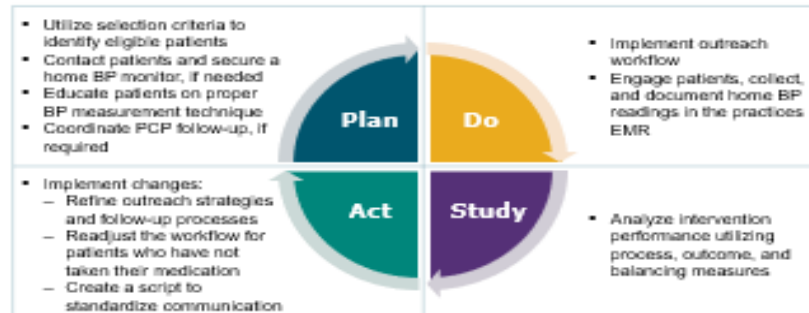 ▪ Utilize selection criteria to
identify eligible patients
▪ Contact patients and secure a
home BP monitor, if needed
▪ Educate patients on proper
BP measurement technique
▪ Coordinate PCP follow-up, if
required
Plan
Do
▪ Implement outreach
workflow
▪ Engage patients, collect,
and document home BP
readings in the practices
EMR
▪ Implement changes:
– Refine outreach strategies
and follow-up processes
– Readjust the workflow for
patients who have not
taken their medication
– Create a script to
standardize communication
Act
Study
▪ Analyze intervention
performance utilizing
process, outcome, and
balancing measures